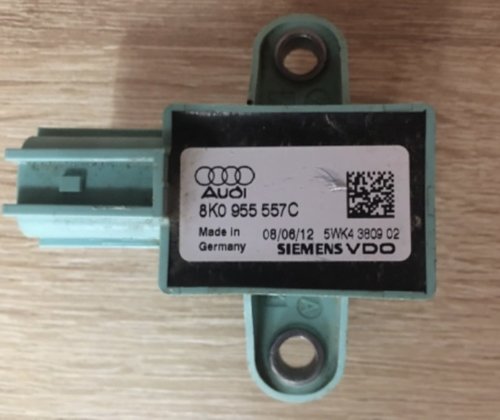 Audi
8K0 955 557C
Made in
Germany
08/06/12 5WK4 3809 02
SIEMENS VDO